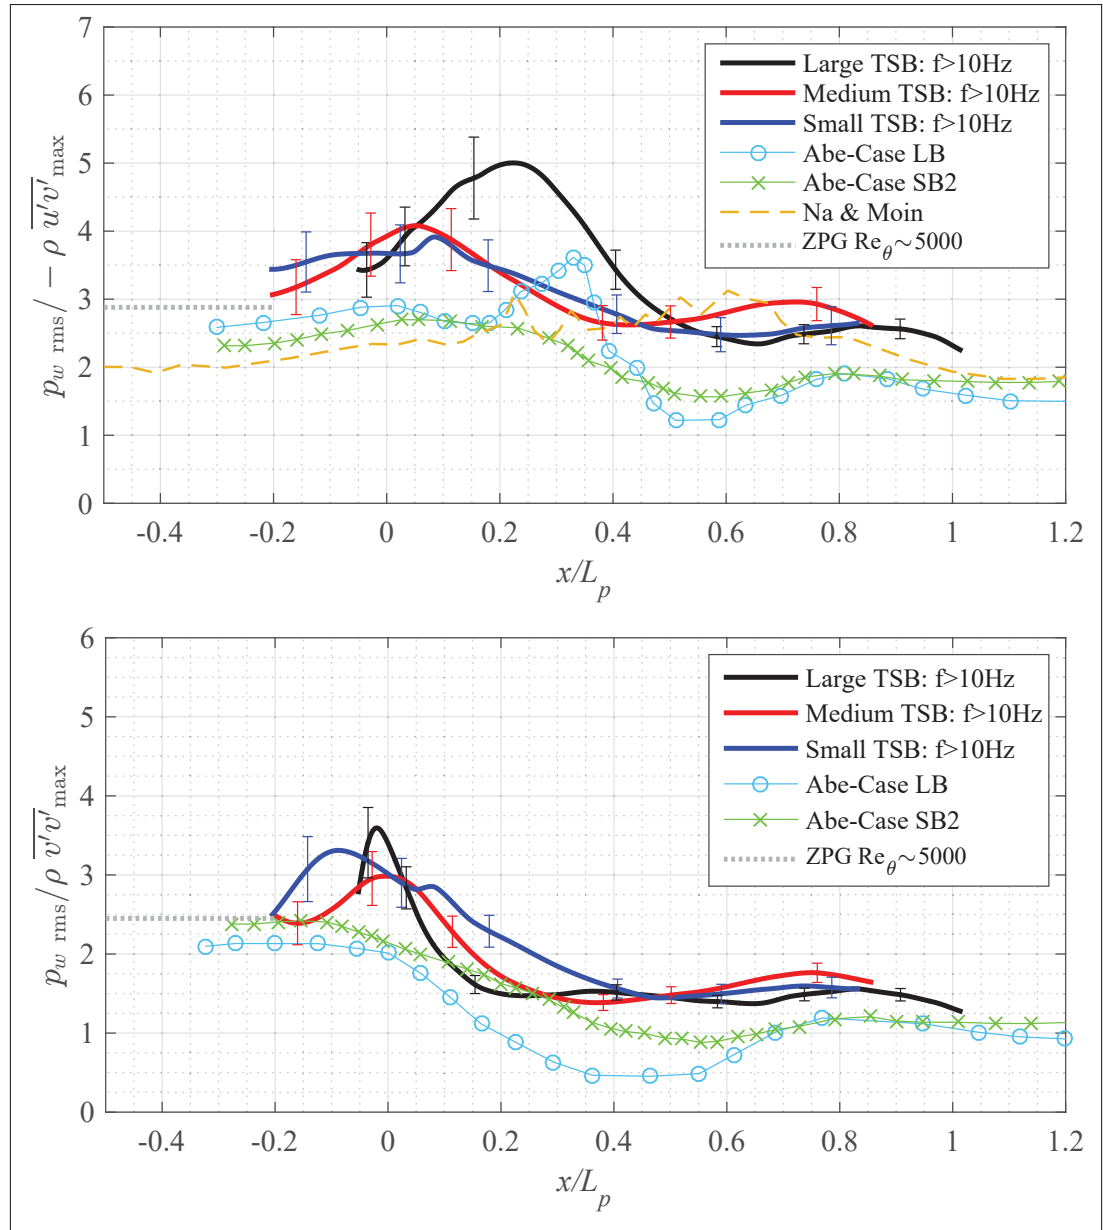 7
6
5
4
3
2
1
0
p_w rms / − ρ u'v'max
Large TSB: f>10Hz
Medium TSB: f>10Hz
Small TSB: f>10Hz
Abe-Case LB
Abe-Case SB2
Na & Moin
ZPG Re_θ∼5000
-0.4 -0.2 0 0.2 0.4 0.6 0.8 1 1.2
x/L_p
6
5
4
3
2
1
0
p_w rms / ρ v'v'max
Large TSB: f>10Hz
Medium TSB: f>10Hz
Small TSB: f>10Hz
Abe-Case LB
Abe-Case SB2
ZPG Re_θ∼5000
-0.4 -0.2 0 0.2 0.4 0.6 0.8 1 1.2
x/L_p